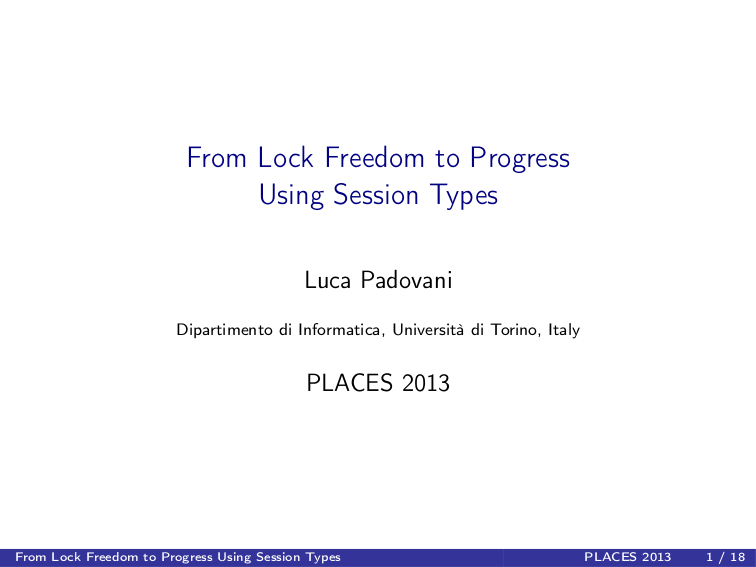 From Lock Freedom to Progress
Using Session Types
Luca Padovani
Dipartimento di Informatica, Università di Torino, Italy
PLACES 2013
From Lock Freedom to Progress Using Session Types PLACES 2013 1 / 18